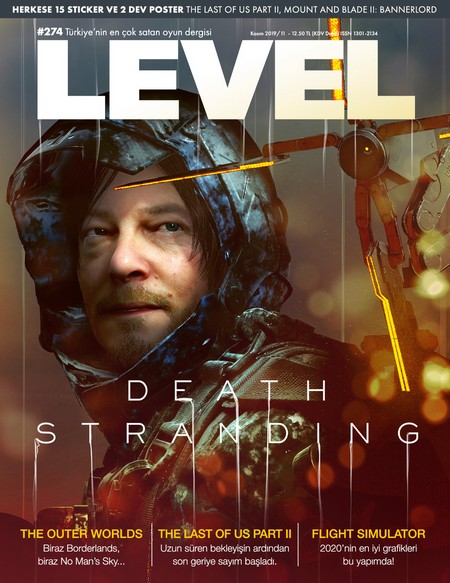 HERKESE 15 STICKER VE 2 DEV POSTER THE LAST OF US PART II, MOUNT AND BLADE II: BANNERLORD
#274 Türkiye'nin en çok satan oyun dergisi
Kasım 2019/11 - 12.50 TL (KDV Dahil) ISSN 1301-2134
LEVEL
DEATH
STRANDING
THE OUTER WORLDS
Biraz Borderlands,
biraz No Man's Sky...
THE LAST OF US PART II
Uzun süren bekleyişin ardından
son geriye sayım başladı.
FLIGHT SIMULATOR
2020'nin en iyi grafikleri
bu yapımda!